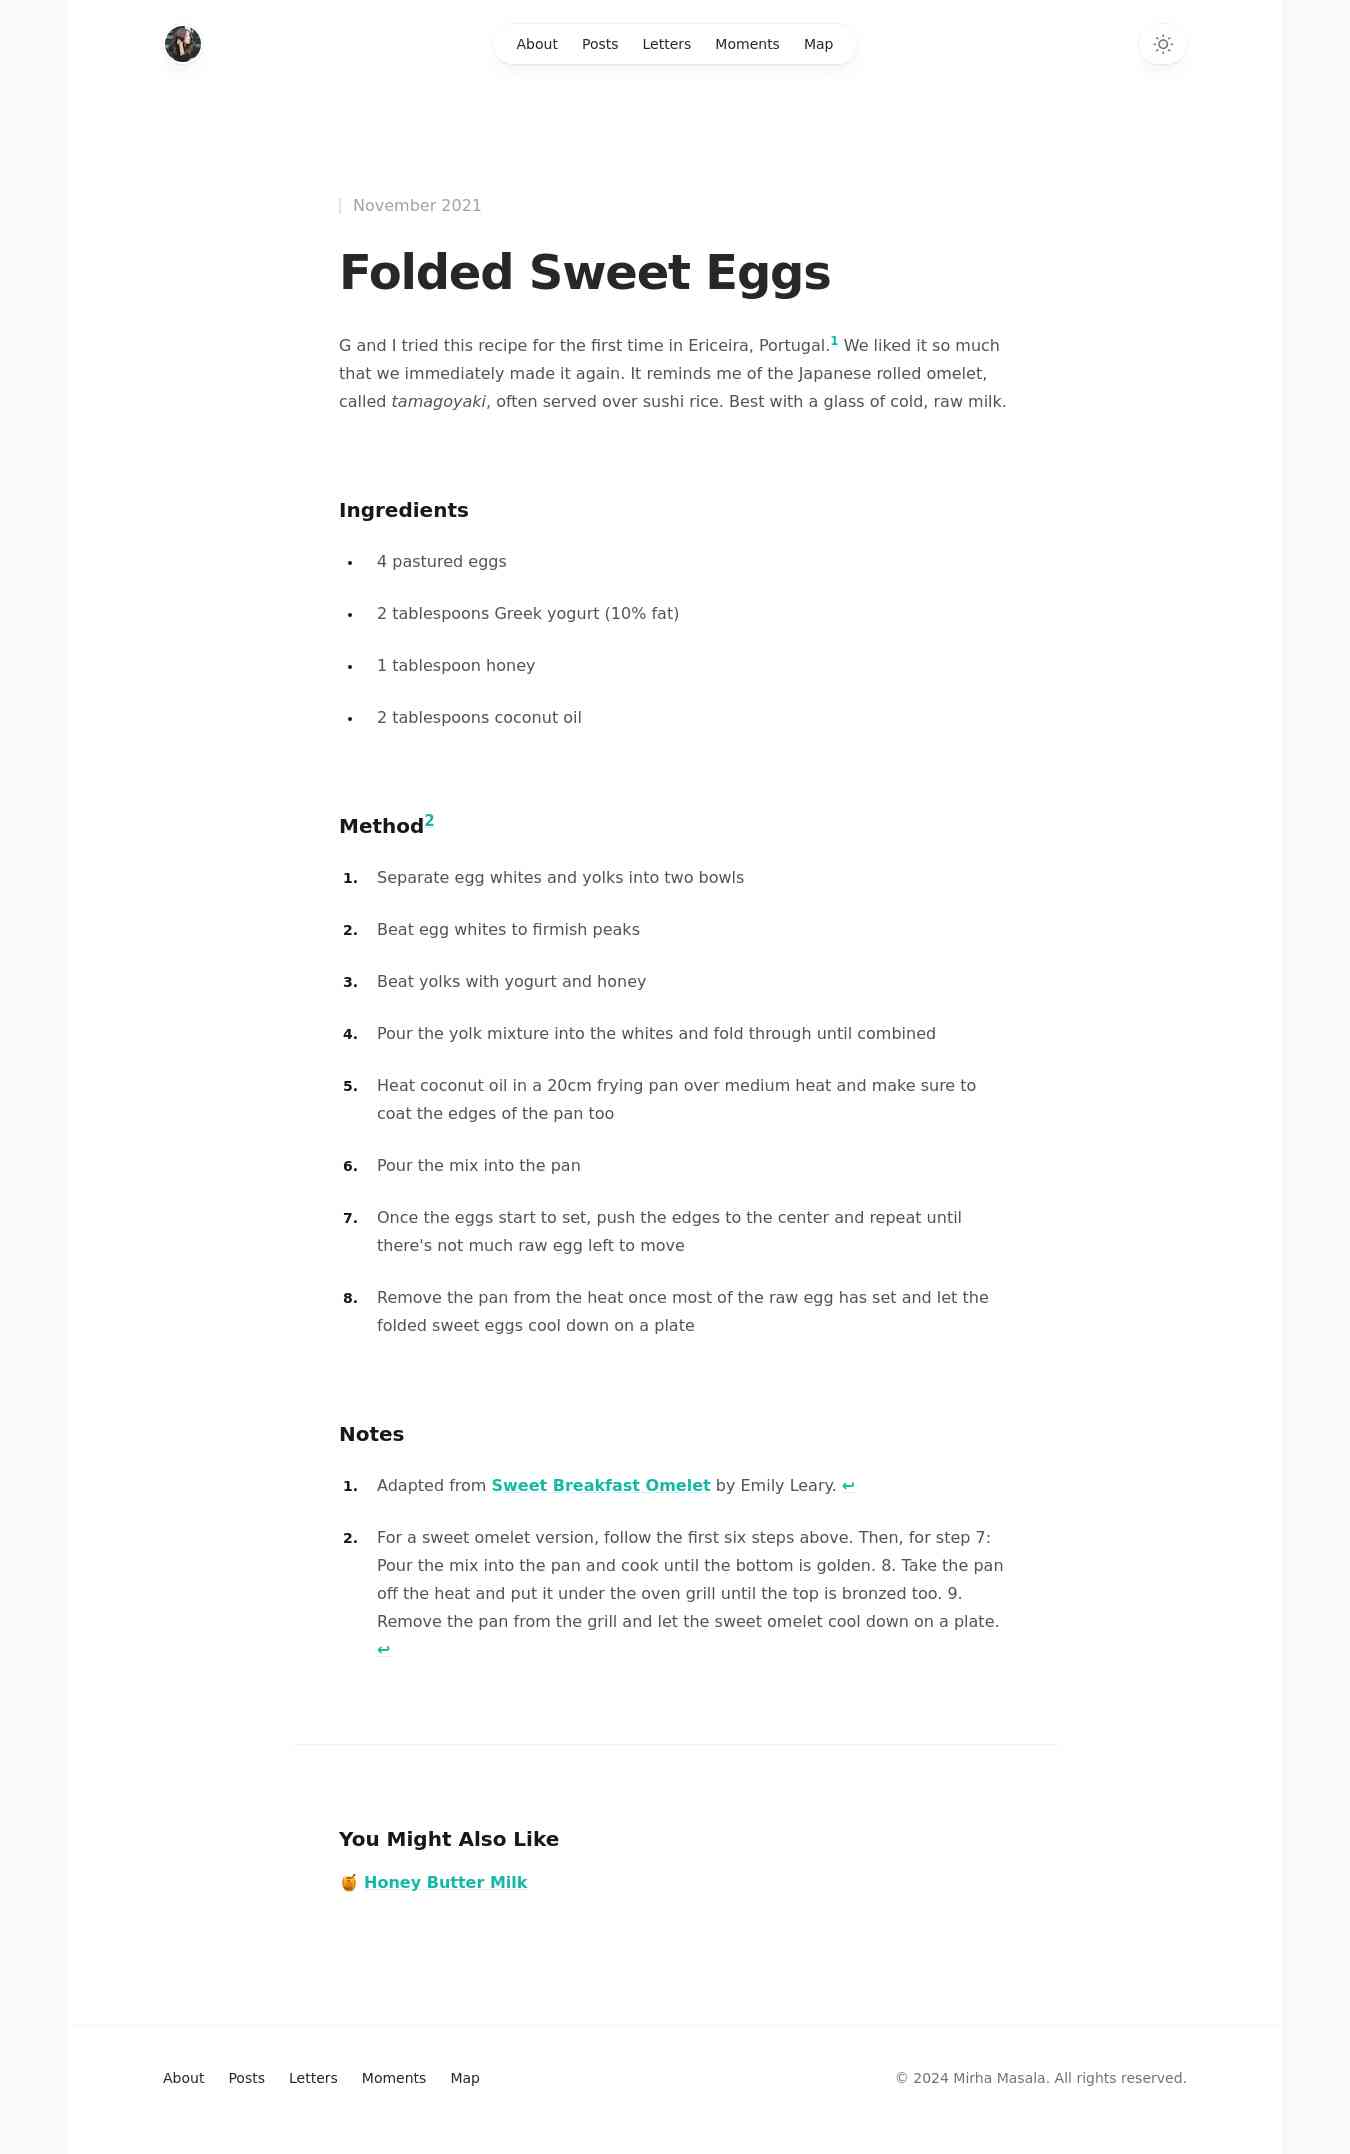 About Posts Letters Moments Map
November 2021
Folded Sweet Eggs
G and I tried this recipe for the first time in Ericeira, Portugal.1 We liked it so much
that we immediately made it again. It reminds me of the Japanese rolled omelet,
called tamagoyaki, often served over sushi rice. Best with a glass of cold, raw milk.
Ingredients
• 4 pastured eggs
• 2 tablespoons Greek yogurt (10% fat)
• 1 tablespoon honey
• 2 tablespoons coconut oil
Method2
1. Separate egg whites and yolks into two bowls
2. Beat egg whites to firmish peaks
3. Beat yolks with yogurt and honey
4. Pour the yolk mixture into the whites and fold through until combined
5. Heat coconut oil in a 20cm frying pan over medium heat and make sure to
coat the edges of the pan too
6. Pour the mix into the pan
7. Once the eggs start to set, push the edges to the center and repeat until
there's not much raw egg left to move
8. Remove the pan from the heat once most of the raw egg has set and let the
folded sweet eggs cool down on a plate
Notes
1. Adapted from Sweet Breakfast Omelet by Emily Leary. ↩
2. For a sweet omelet version, follow the first six steps above. Then, for step 7:
Pour the mix into the pan and cook until the bottom is golden. 8. Take the pan
off the heat and put it under the oven grill until the top is bronzed too. 9.
Remove the pan from the grill and let the sweet omelet cool down on a plate.
↩
You Might Also Like
🍯 Honey Butter Milk
About Posts Letters Moments Map
© 2024 Mirha Masala. All rights reserved.